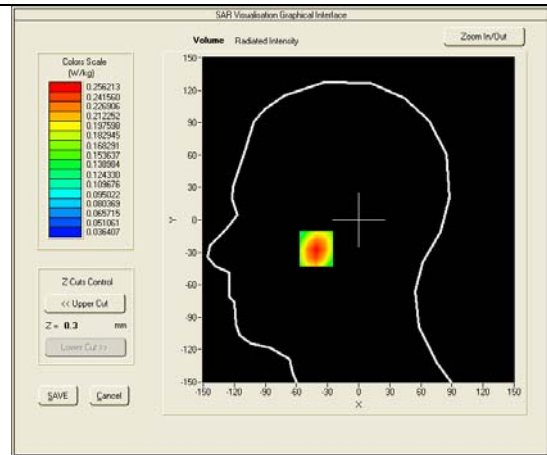 SAR Visualisation Graphical Interface
Volume Radiated Intensity
Zoom In/Out
Colors Scale
(W/kg)
0.256213
0.241560
0.226906
0.212252
0.197598
0.182945
0.168291
0.153637
0.138984
0.124330
0.109676
0.095022
0.080369
0.065715
0.051061
0.036407
Z Cuts Control
<< Upper Cut
Z = 0.3 mm
Lower Cut >>
SAVE Cancel
150-
120-
90-
60-
30-
0-
-30-
-60-
-90-
-120-
-150-
Y
-150 -120 -90 -60 -30 0 30 60 90 120 150
X